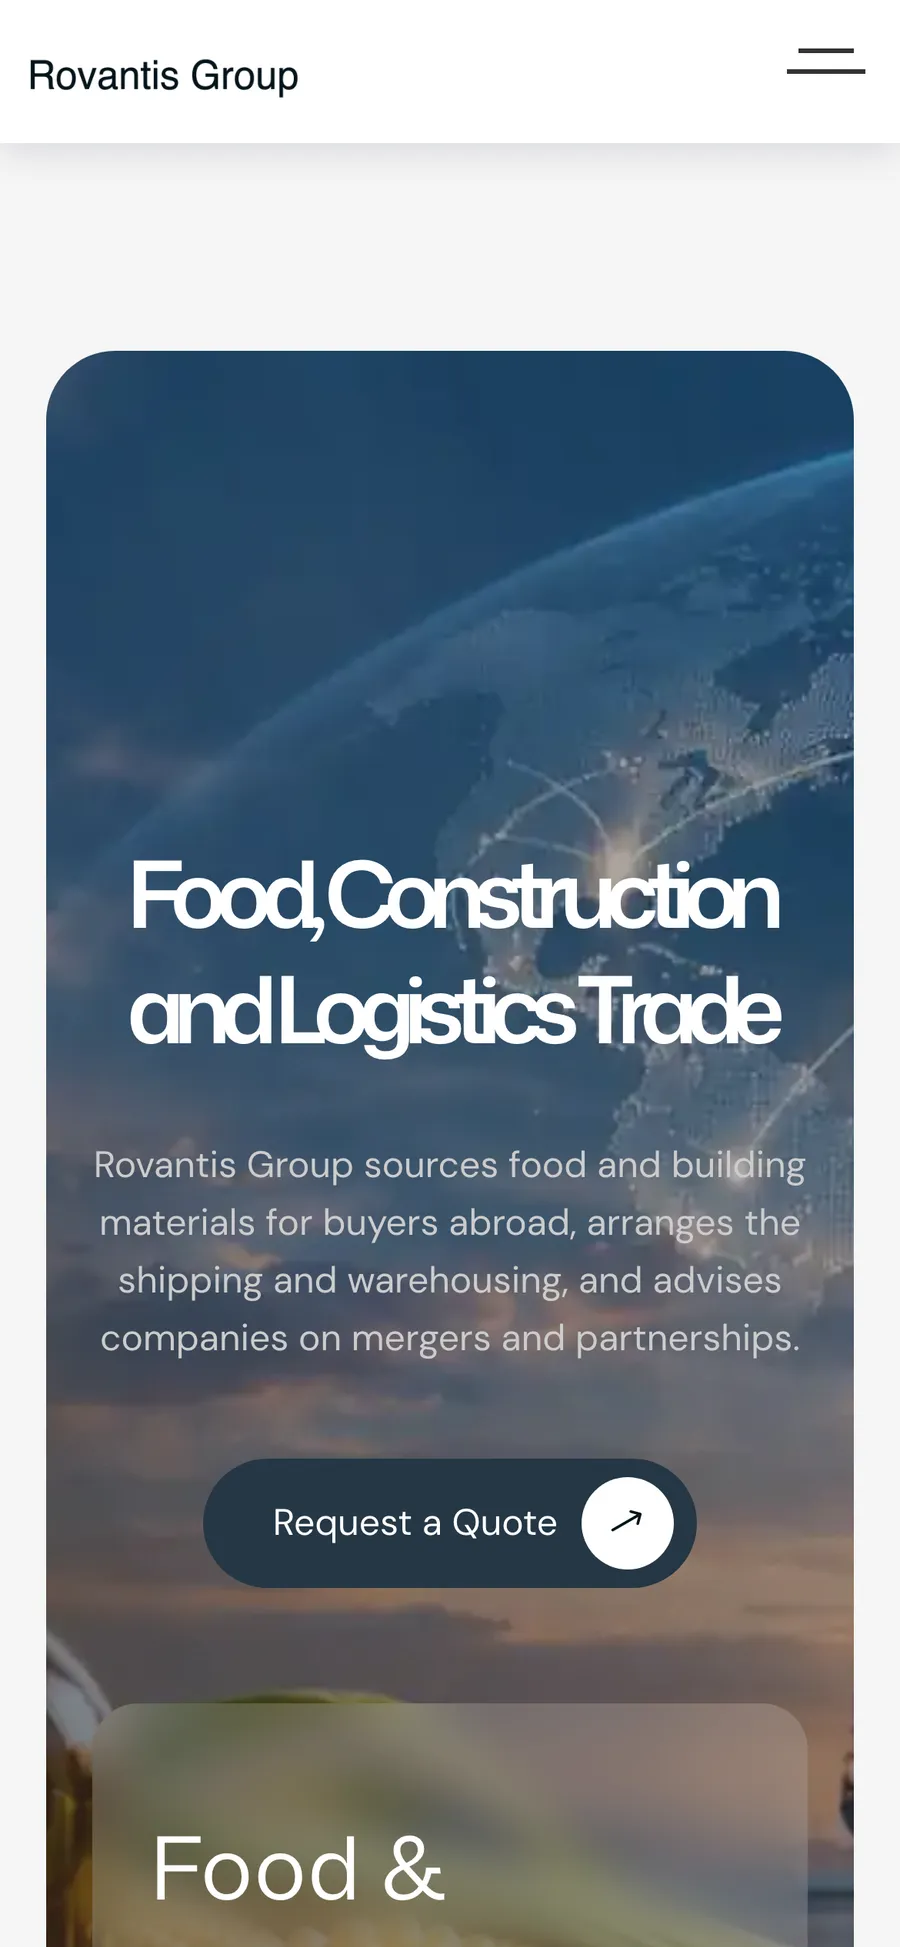 Rovantis Group
Food, Construction
and Logistics Trade
Rovantis Group sources food and building
materials for buyers abroad, arranges the
shipping and warehousing, and advises
companies on mergers and partnerships.
Request a Quote
Food &